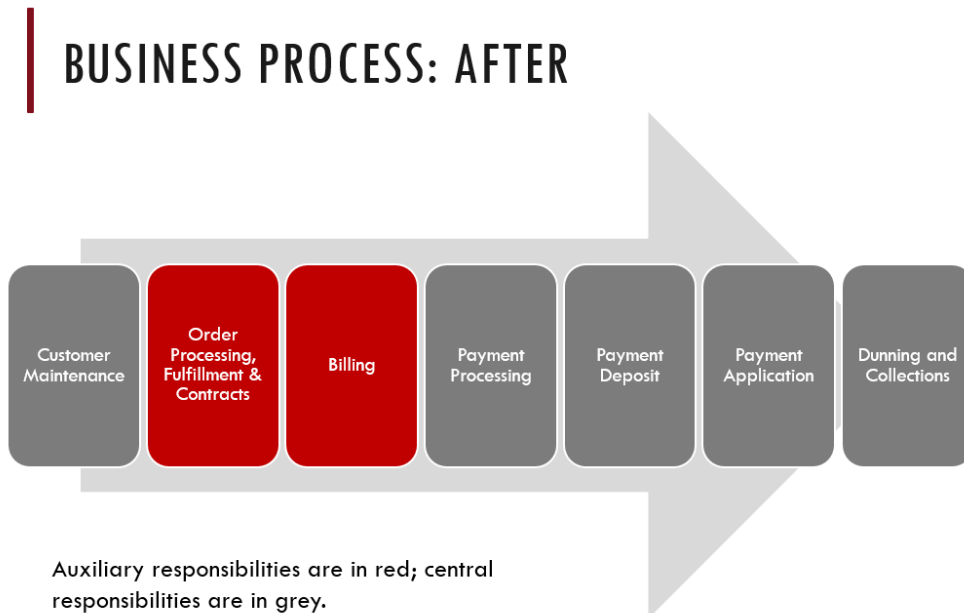 BUSINESS PROCESS: AFTER
Customer
Maintenance
Order
Processing,
Fulfillment &
Contracts
Billing
Payment
Processing
Payment
Deposit
Payment
Application
Dunning and
Collections
Auxiliary responsibilities are in red; central
responsibilities are in grey.